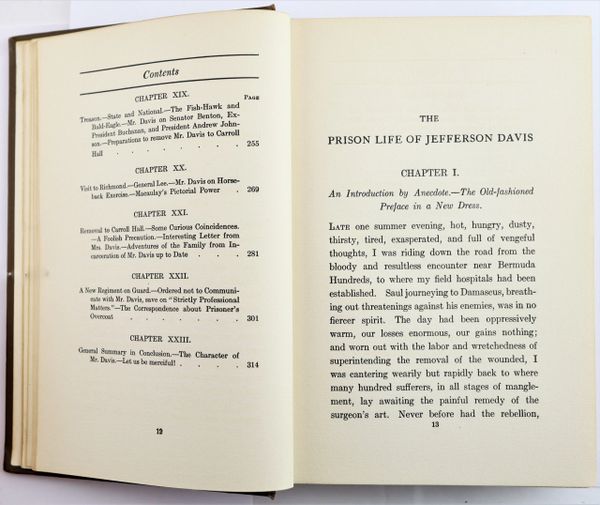 Contents
CHAPTER XIX.
PAGE
Treason.—State and National.—The Fish-Hawk and
Bald-Eagle.—Mr. Davis on Senator Benton, Ex-
President Buchanan, and President Andrew John-
son.—Preparations to remove Mr. Davis to Carroll
Hall . . . . . . . . 255
CHAPTER XX.
Visit to Richmond.—General Lee.—Mr. Davis on Horse-
back Exercise.—Macaulay's Pictorial Power . 269
CHAPTER XXI.
Removal to Carroll Hall.—Some Curious Coincidences.
—A Foolish Precaution.—Interesting Letter from
Mrs. Davis.—Adventures of the Family from In-
carceration of Mr. Davis up to Date . . . 281
CHAPTER XXII.
A New Regiment on Guard.—Ordered not to Communi-
cate with Mr. Davis, save on "Strictly Professional
Matters."—The Correspondence about Prisoner's
Overcoat . . . . . . . 301
CHAPTER XXIII.
General Summary in Conclusion.—The Character of
Mr. Davis.—Let us be merciful! . . . . 314
12
THE
PRISON LIFE OF JEFFERSON DAVIS
CHAPTER I.
An Introduction by Anecdote.—The Old-fashioned
Preface in a New Dress.
LATE one summer evening, hot, hungry, dusty,
thirsty, tired, exasperated, and full of vengeful
thoughts, I was riding down the road from the
bloody and resultless encounter near Bermuda
Hundreds, to where my field hospitals had been
established. Saul journeying to Damascus, breath-
ing out threatenings against his enemies, was in no
fiercer spirit. The day had been oppressively
warm, our losses enormous, our gains nothing;
and worn out with the labor and wretchedness of
superintending the removal of the wounded, I
was cantering wearily but rapidly back to where
many hundred sufferers, in all stages of mangle-
ment, lay awaiting the painful remedy of the
surgeon's art. Never before had the rebellion,
13